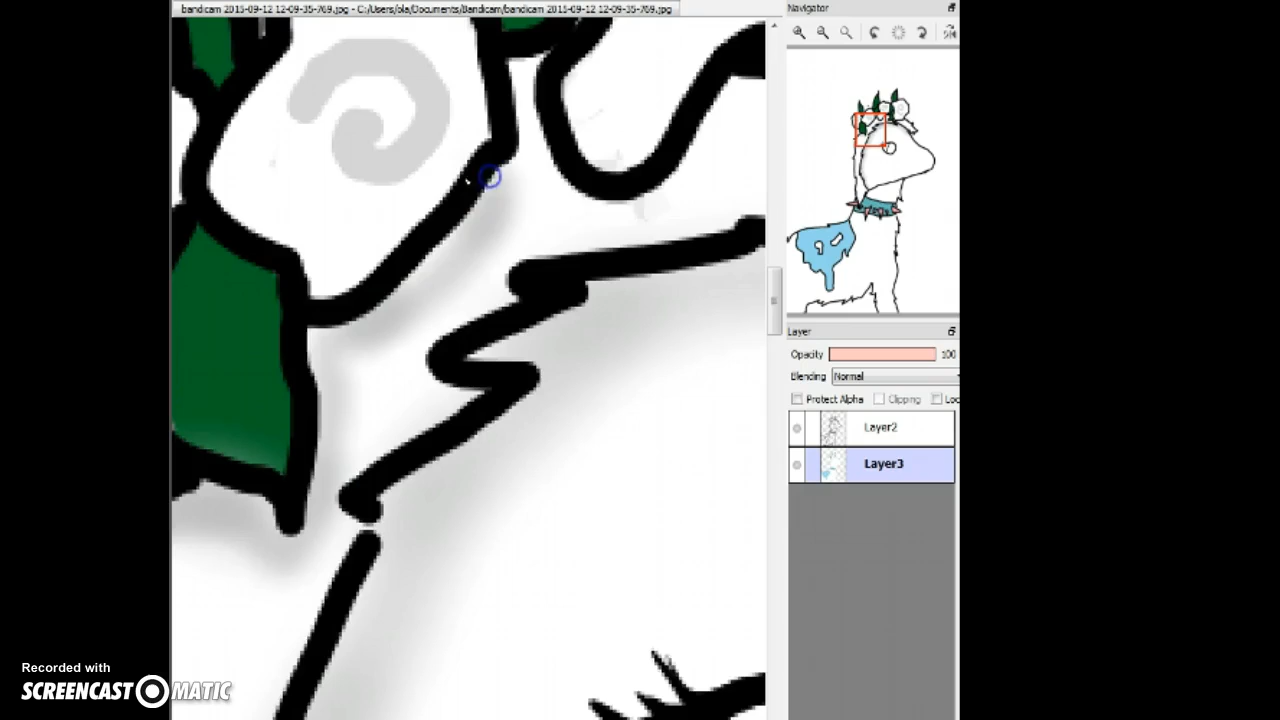 bandicam 2015-09-12 12-09-35-769.jpg - C:/Users/ola/Documents/Bandicam/bandicam 2015-09-12 12-09-35-769.jpg
Navigator
Layer
Opacity 100
Blending Normal
Protect Alpha Clipping Loc
Layer2
Layer3
Recorded with
SCREENCAST MATIC